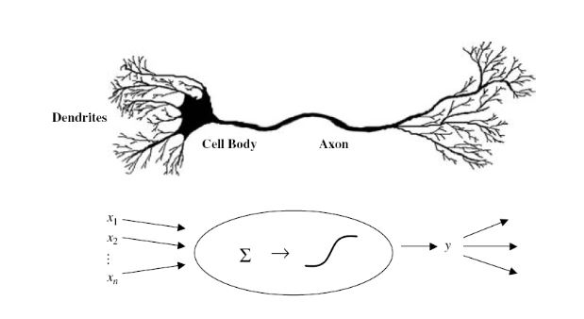 Dendrites
Cell Body
Axon
x1
x2
⋮
xn
Σ → 
y